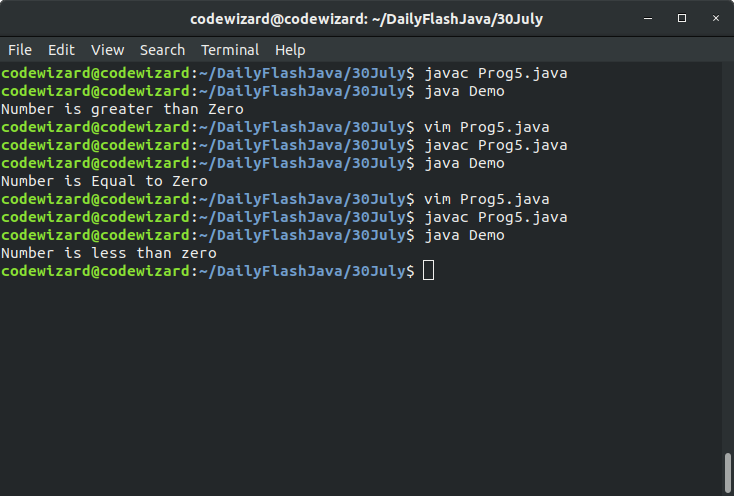 codewizard@codewizard: ~/DailyFlashJava/30July
File Edit View Search Terminal Help
codewizard@codewizard:~/DailyFlashJava/30July$ javac Prog5.java
codewizard@codewizard:~/DailyFlashJava/30July$ java Demo
Number is greater than Zero
codewizard@codewizard:~/DailyFlashJava/30July$ vim Prog5.java
codewizard@codewizard:~/DailyFlashJava/30July$ javac Prog5.java
codewizard@codewizard:~/DailyFlashJava/30July$ java Demo
Number is Equal to Zero
codewizard@codewizard:~/DailyFlashJava/30July$ vim Prog5.java
codewizard@codewizard:~/DailyFlashJava/30July$ javac Prog5.java
codewizard@codewizard:~/DailyFlashJava/30July$ java Demo
Number is less than zero
codewizard@codewizard:~/DailyFlashJava/30July$